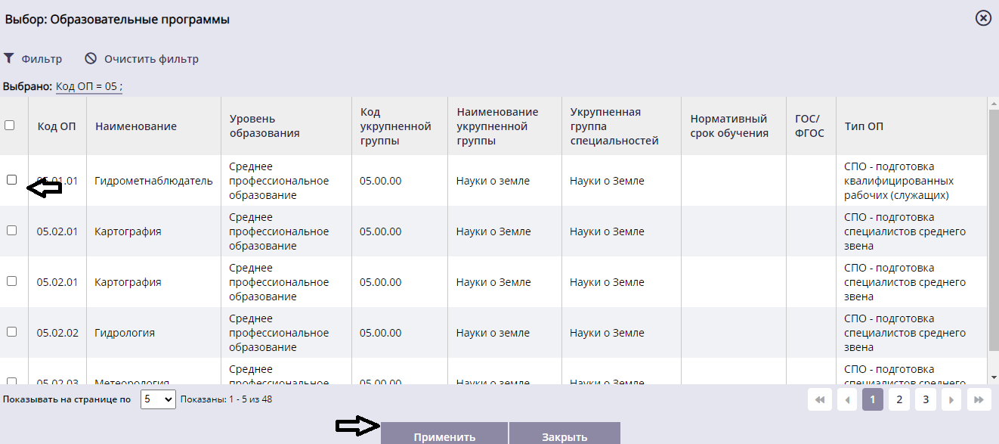 Выбор: Образовательные программы
Фильтр Очистить фильтр
Выбрано: Код ОП = 05 ;
Код ОП
Наименование
Уровень
образования
Код
укрупненной
группы
Наименование
укрупненной
группы
Укрупненная
группа
специальностей
Нормативный
срок обучения
ГОС/
ФГОС
Тип ОП
05.01.01
Гидрометнаблюдатель
Среднее
профессиональное
образование
05.00.00
Науки о земле
Науки о Земле
СПО - подготовка
квалифицированных
рабочих (служащих)
05.02.01
Картография
Среднее
профессиональное
образование
05.00.00
Науки о Земле
Науки о Земле
СПО - подготовка
специалистов среднего
звена
05.02.01
Картография
Среднее
профессиональное
образование
05.00.00
Науки о Земле
Науки о Земле
СПО - подготовка
специалистов среднего
звена
05.02.02
Гидрология
Среднее
профессиональное
образование
05.00.00
Науки о земле
Науки о Земле
СПО - подготовка
специалистов среднего
звена
05.02.03
Метеорология
Среднее
профессиональное
05.00.00
Науки о земле
Науки о Земле
СПО - подготовка
специалистов среднего
Показывать на странице по 5 Показаны: 1 - 5 из 48
1 2 3
Применить Закрыть